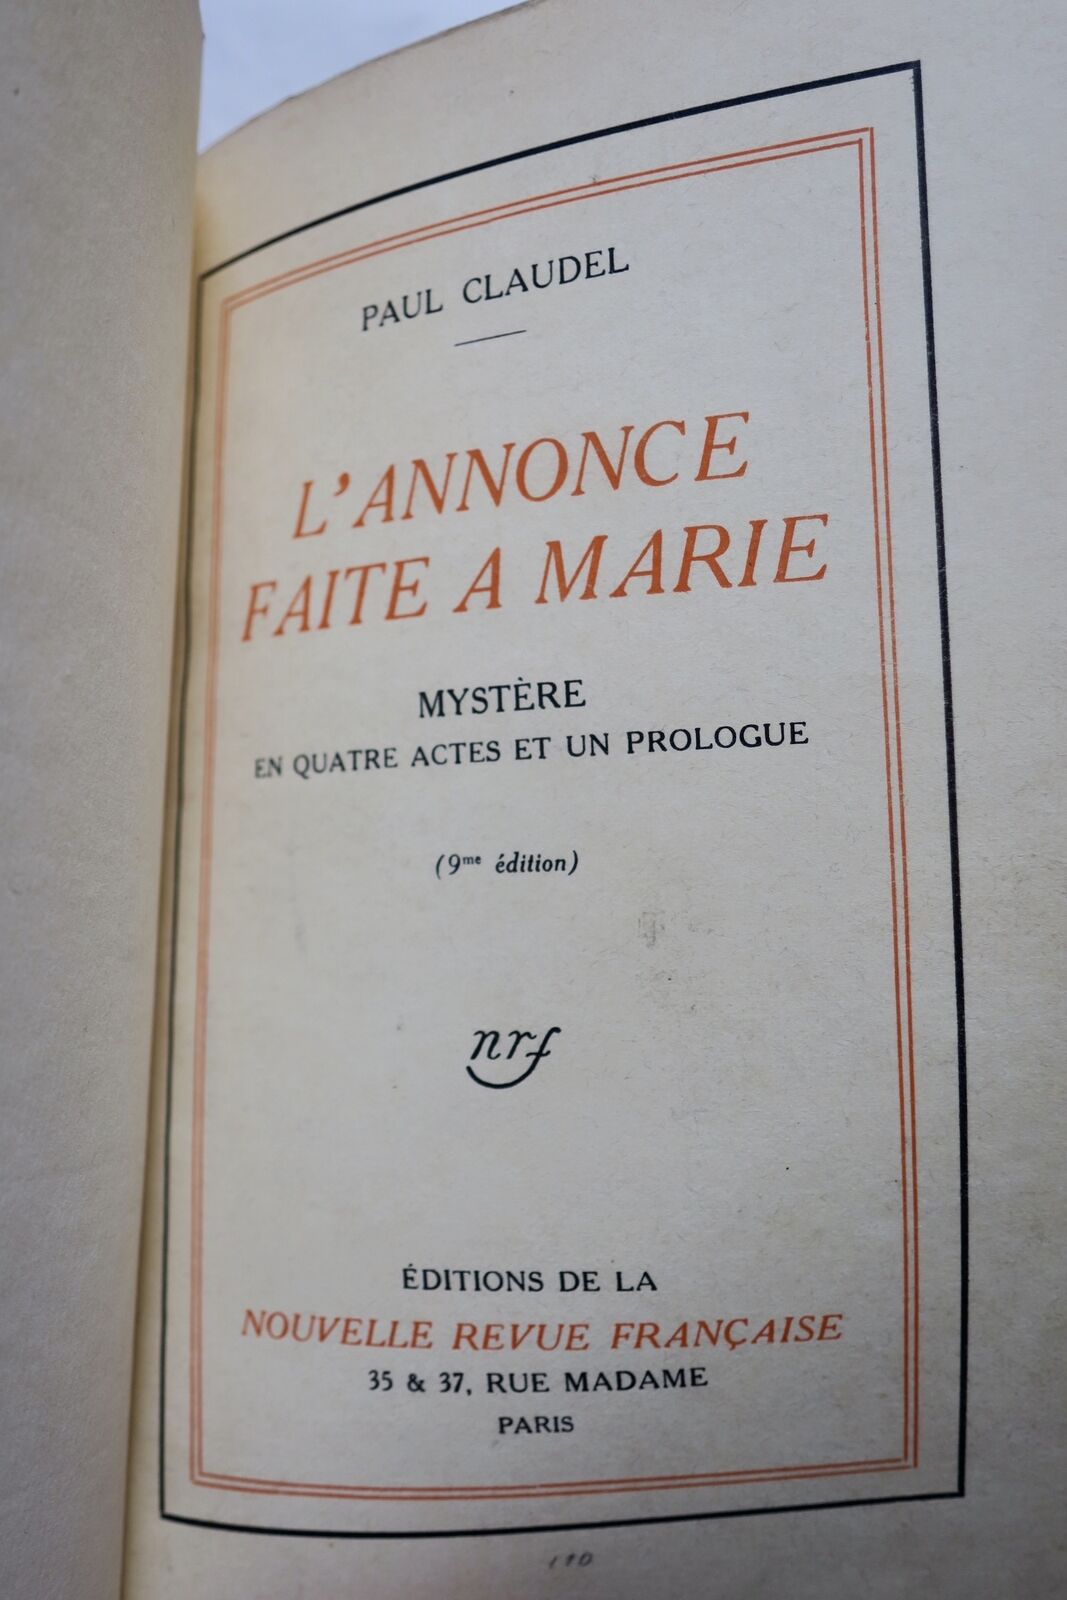 PAUL CLAUDEL
L'ANNONCE
FAITE A MARIE
MYSTÈRE
EN QUATRE ACTES ET UN PROLOGUE
(9me édition)
nrf
ÉDITIONS DE LA
NOUVELLE REVUE FRANÇAISE
35 & 37, RUE MADAME
PARIS